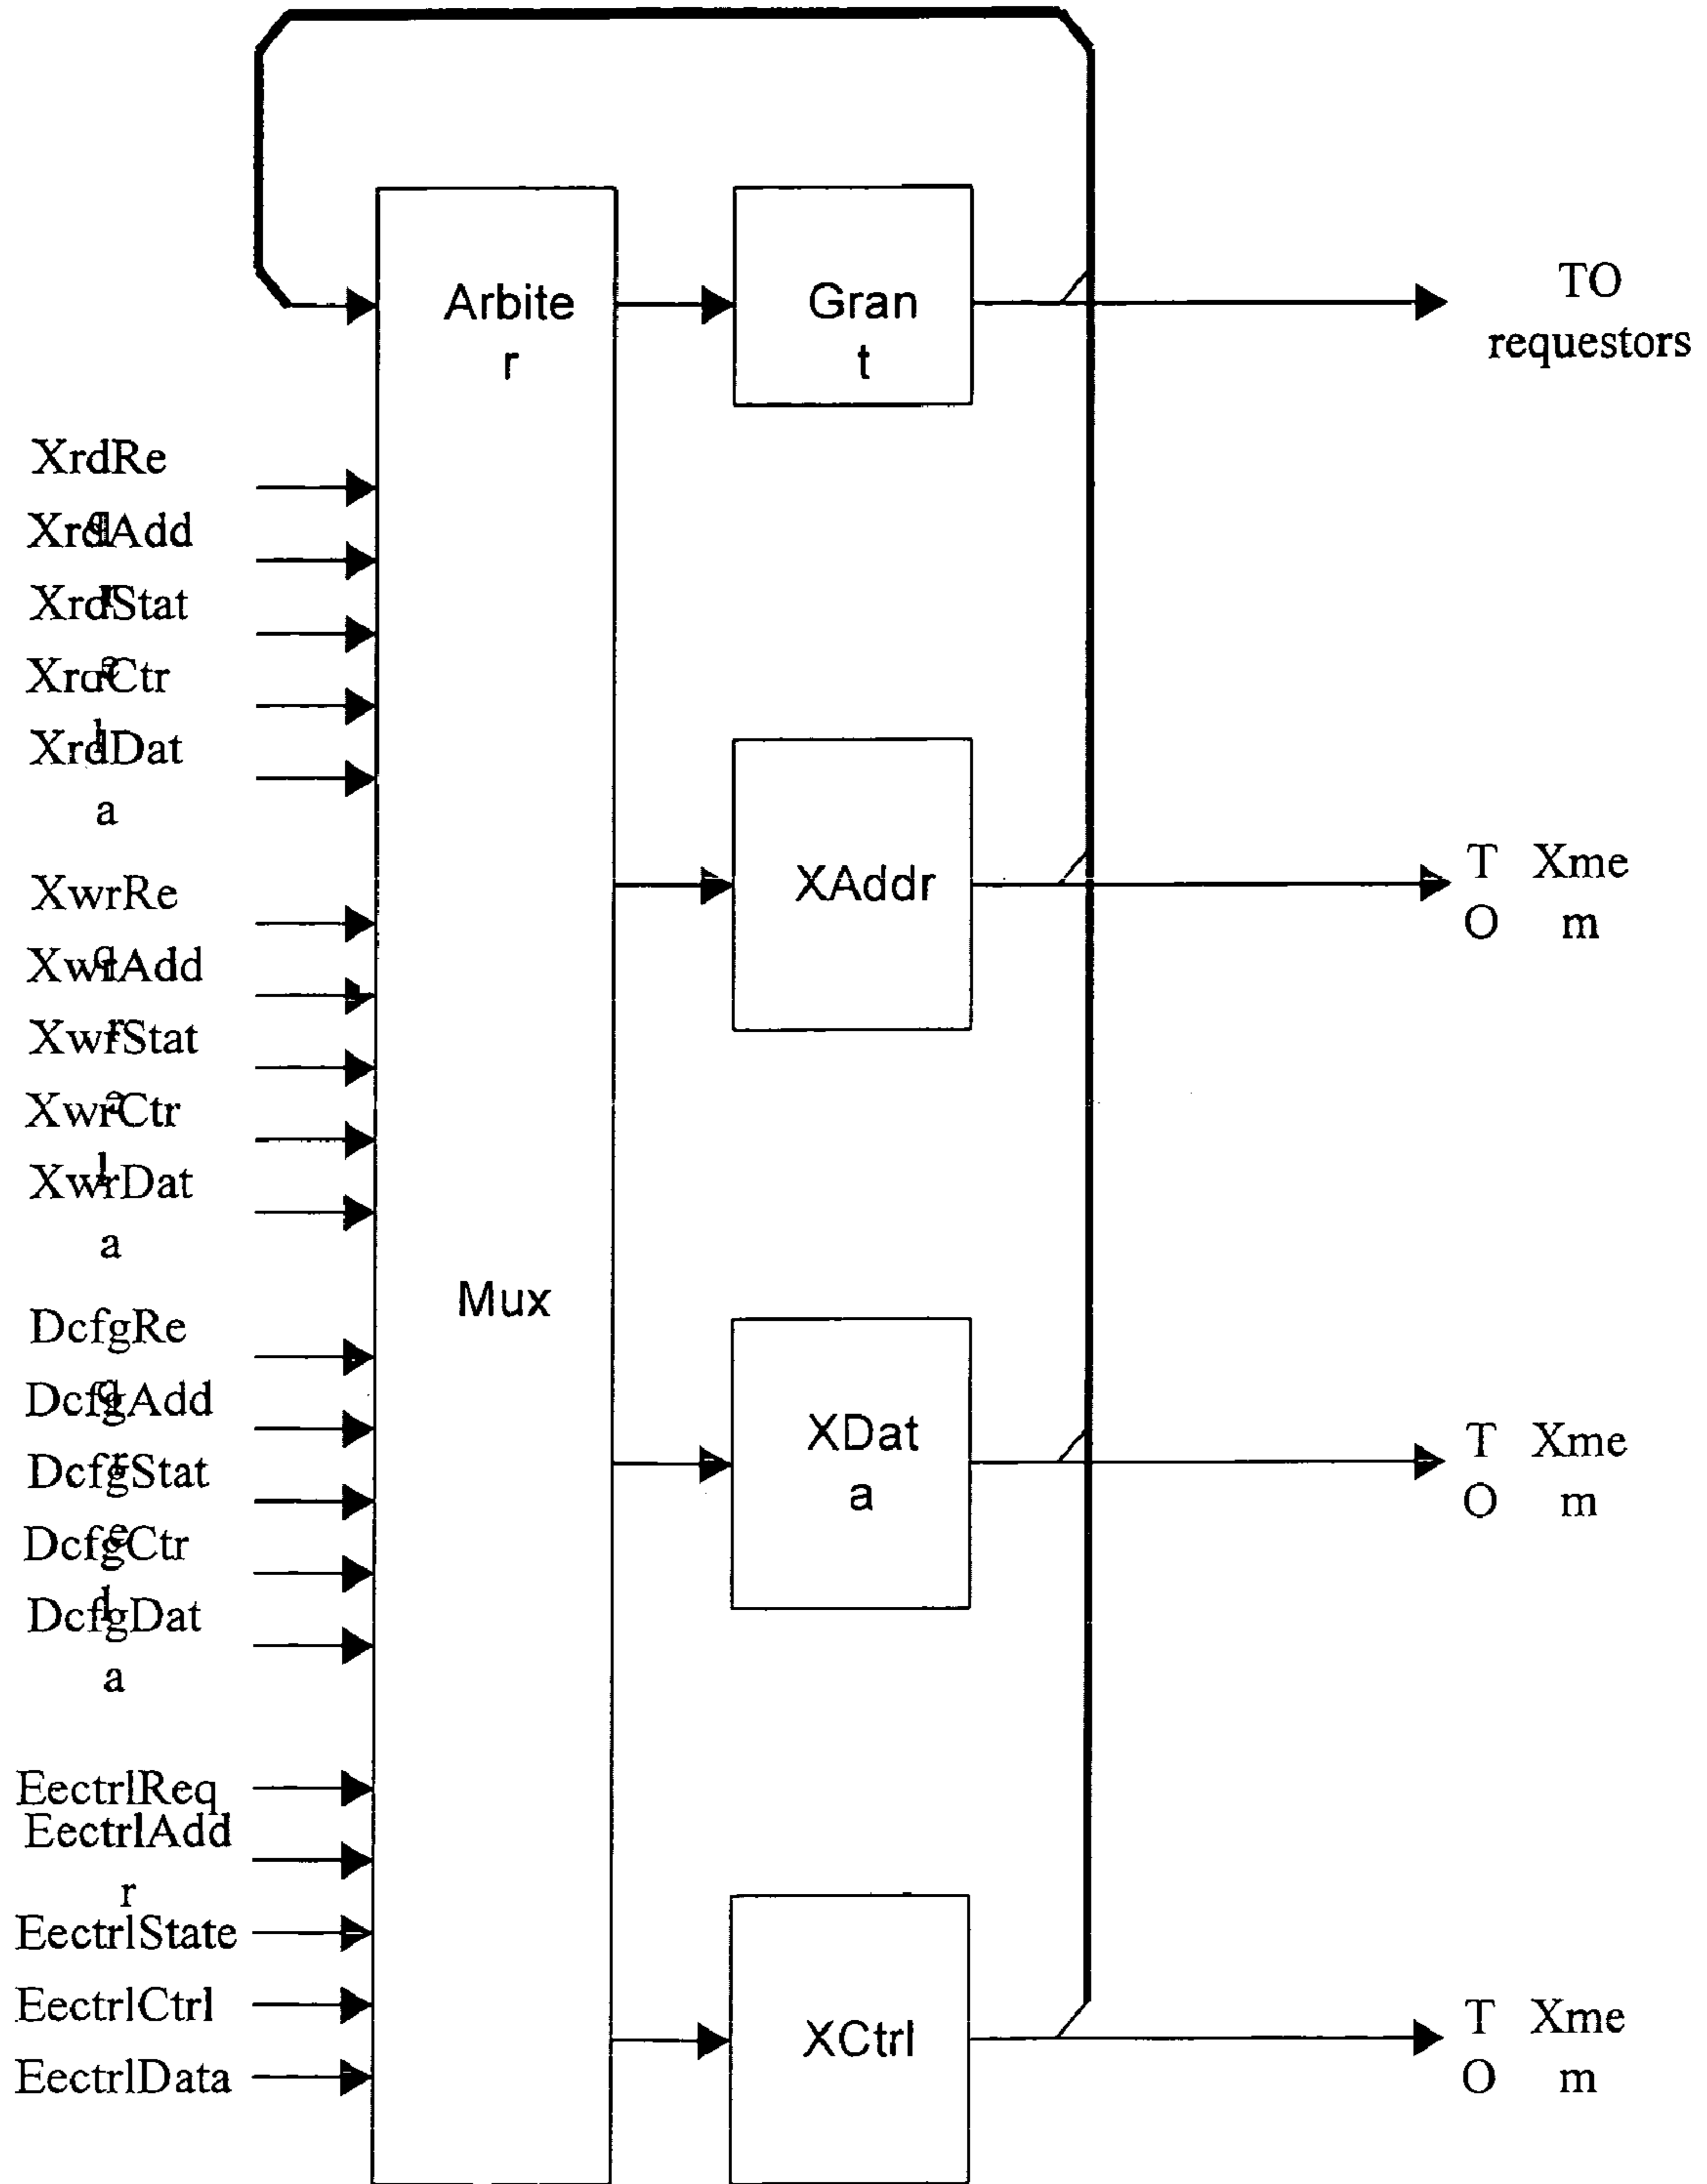 Arbite
r
Gran
t
TO
requestors
XrdRe
q
XrdAdd
r
XrdStat
e
XrdCtr
l
XrdDat
a
XAddr
T Xme
O m
XwrRe
q
XwrAdd
r
XwrStat
e
XwrCtr
l
XwrDat
a
Mux
DcfgRe
q
DcfgAdd
r
DcfgStat
e
DcfgCtr
l
DcfgDat
a
XDat
a
T Xme
O m
EectrlReq
EectrlAdd
r
EectrlState
EectrlCtrl
EectrlData
XCtrl
T Xme
O m